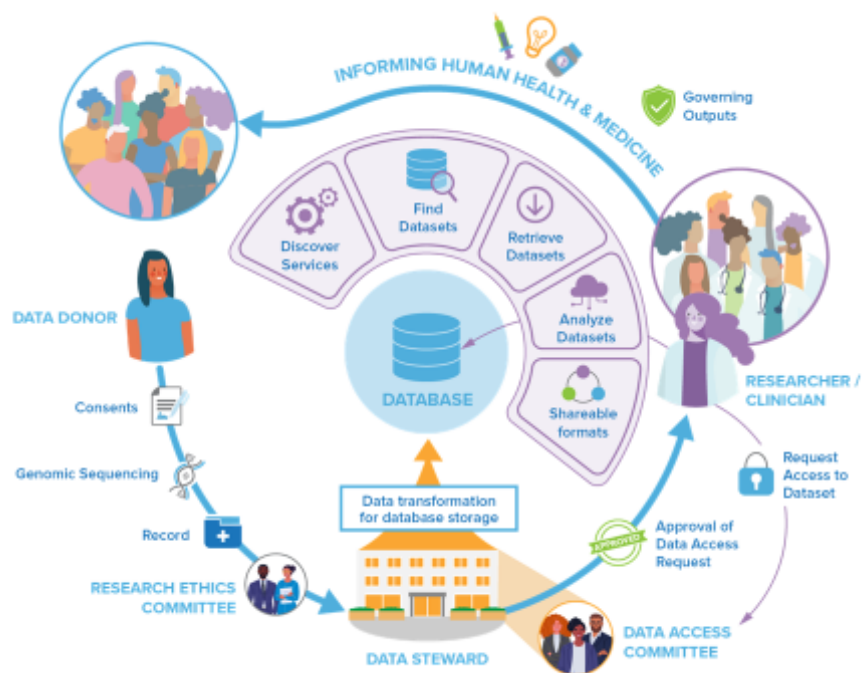 INFORMING HUMAN HEALTH & MEDICINE
Governing
Outputs
Discover
Services
Find
Datasets
Retrieve
Datasets
Analyze
Datasets
Shareable
formats
DATABASE
DATA DONOR
Consents
Genomic Sequencing
Record
RESEARCH ETHICS
COMMITTEE
Data transformation
for database storage
DATA STEWARD
RESEARCHER /
CLINICIAN
Request
Access to
Dataset
APPROVED
Approval of
Data Access
Request
DATA ACCESS
COMMITTEE